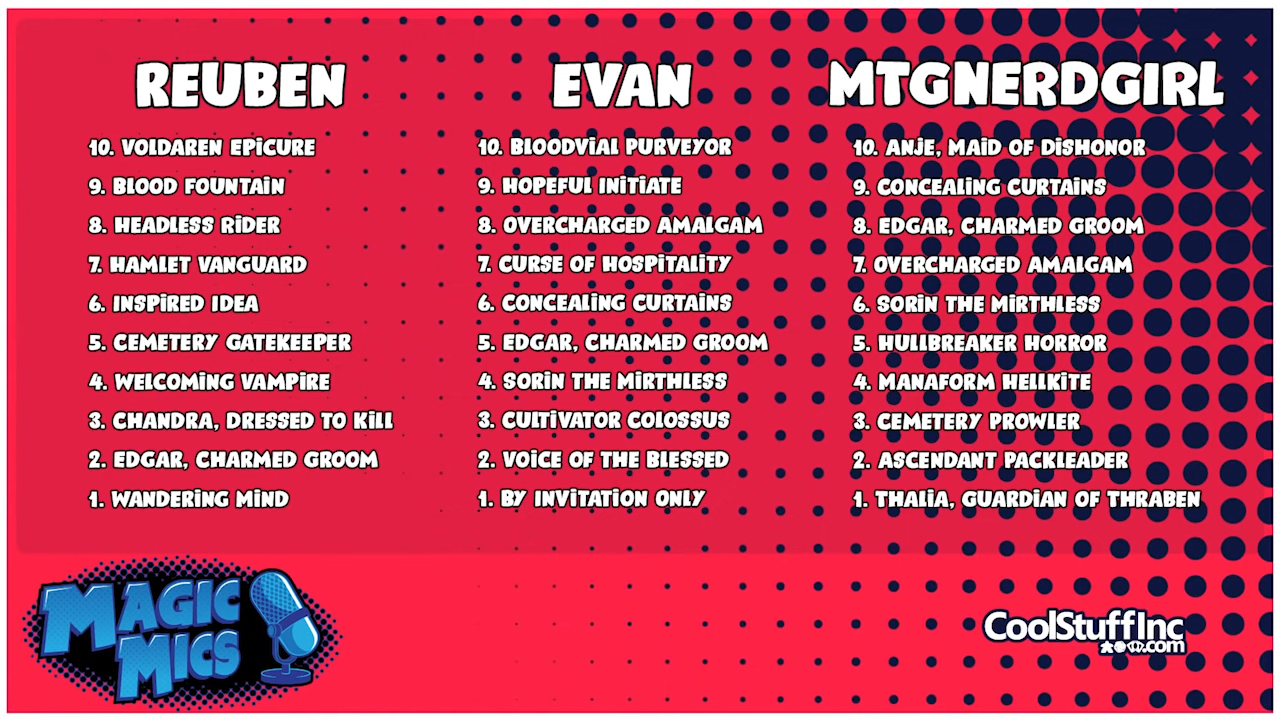 REUBEN
10. VOLDAREN EPiCURE
9. BLOOD FOUNTAiN
8. HEADLESS RiDER
7. HAMLET VANGUARD
6. INSPiRED IDEA
5. CEMETERY GATEKEEPER
4. WELCOMiNG VAMPiRE
3. CHANDRA, DRESSED TO KiLL
2. EDGAR, CHARMED GROOM
1. WANDERiNG MiND
EVAN
10. BLOODViAL PURVEYOR
9. HOPEFUL INiTiATE
8. OVERCHARGED AMALGAM
7. CURSE OF HOSPiTALiTY
6. CONCEALiNG CURTAiNS
5. EDGAR, CHARMED GROOM
4. SORiN THE MiRTHLESS
3. CULTiVATOR COLOSSUS
2. VOiCE OF THE BLESSED
1. BY INViTATiON ONLY
MTGNERDGIRL
10. ANJE, MAiD OF DiSHONOR
9. CONCEALiNG CURTAiNS
8. EDGAR, CHARMED GROOM
7. OVERCHARGED AMALGAM
6. SORiN THE MiRTHLESS
5. HULLBREAKER HORROR
4. MANAFORM HELLKiTE
3. CEMETERY PROWLER
2. ASCENDANT PACKLEADER
1. THALiA, GUARDiAN OF THRABEN
MAGIC
MICS
CoolStuffInc
.com